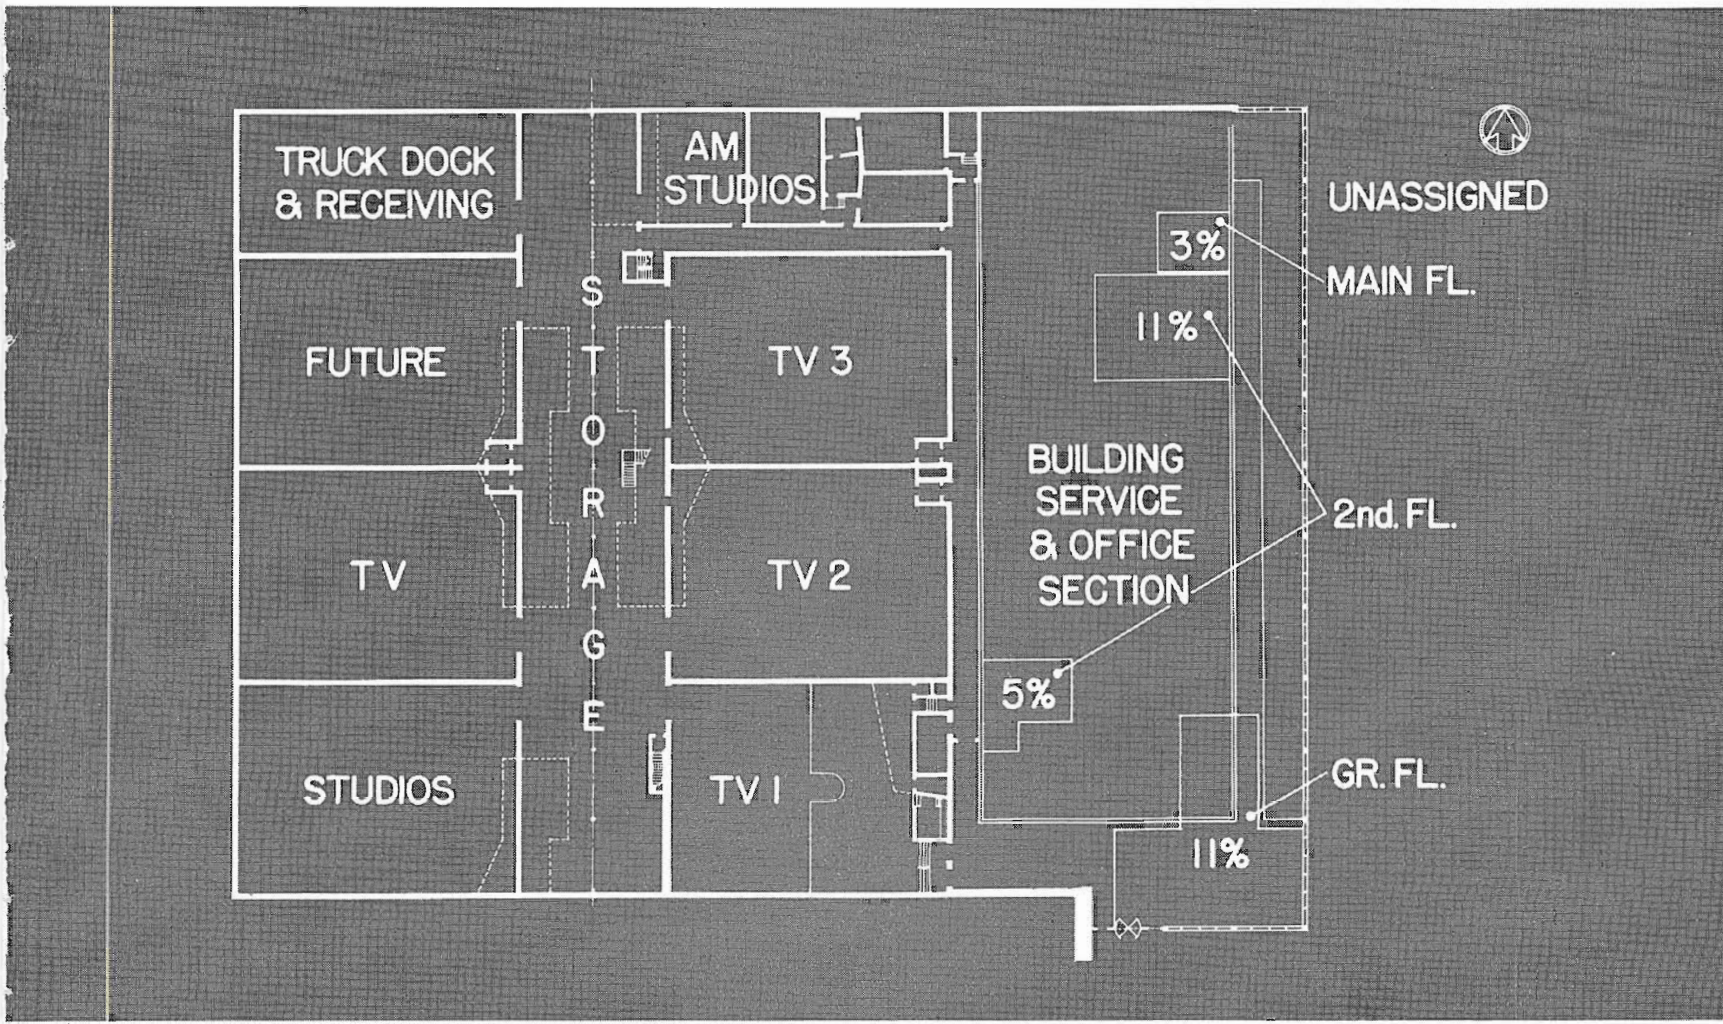 TRUCK DOCK
& RECEIVING
AM
STUDIOS
UNASSIGNED
3%
MAIN FL.
11%
FUTURE
STORAGE
TV 3
BUILDING
SERVICE
& OFFICE
SECTION
2nd. FL.
TV
TV 2
5%
STUDIOS
TV 1
GR. FL.
11%